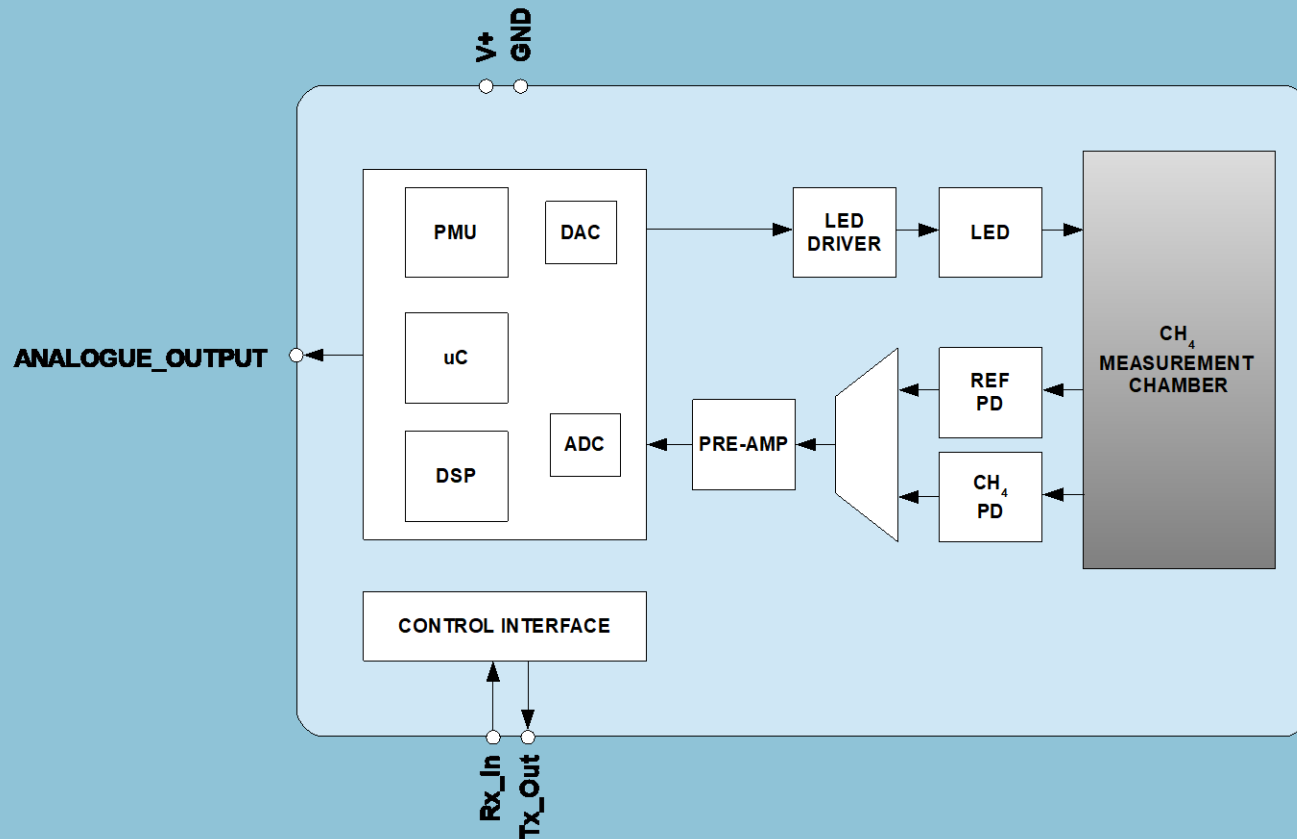 V+
GND
PMU
DAC
LED
DRIVER
LED
CH₄
MEASUREMENT
CHAMBER
ANALOGUE_OUTPUT
uC
REF
PD
ADC
PRE-AMP
DSP
CH₄
PD
CONTROL INTERFACE
Rx_In
Tx_Out